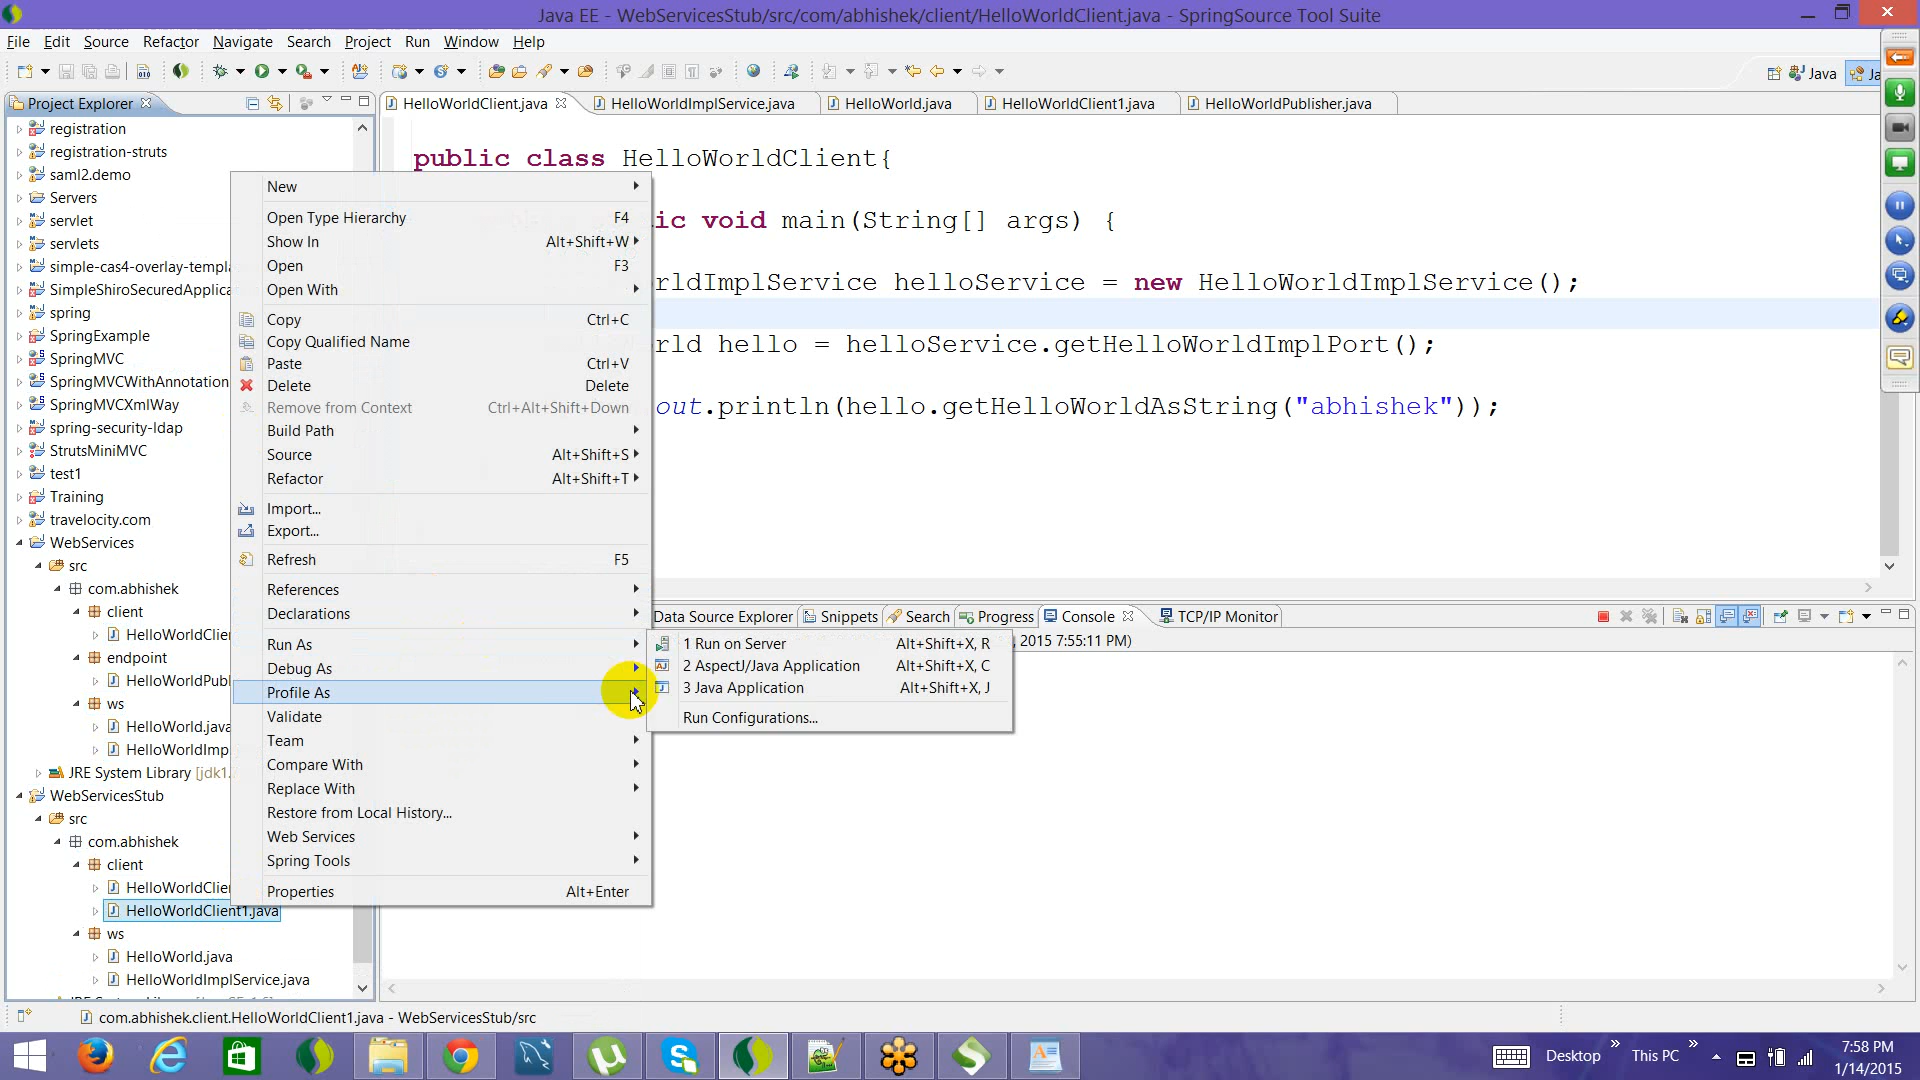 Java EE - WebServicesStub/src/com/abhishek/client/HelloWorldClient.java - SpringSource Tool Suite
File Edit Source Refactor Navigate Search Project Run Window Help
Java
Ja
Project Explorer
HelloWorldClient.java HelloWorldImplService.java HelloWorld.java HelloWorldClient1.java HelloWorldPublisher.java
registration
registration-struts
saml2.demo
Servers
servlet
servlets
simple-cas4-overlay-templa
SimpleShiroSecuredApplica
spring
SpringExample
SpringMVC
SpringMVCWithAnnotation
SpringMVCXmlWay
spring-security-ldap
StrutsMiniMVC
test1
Training
travelocity.com
WebServices
src
com.abhishek
client
HelloWorldClie
endpoint
HelloWorldPubl
ws
HelloWorld.java
HelloWorldImp
JRE System Library [jdk1.
WebServicesStub
src
com.abhishek
client
HelloWorldClie
HelloWorldClient1.java
ws
HelloWorld.java
HelloWorldImplService.java
public class HelloWorldClient{
ic void main(String[] args) {
rldImplService helloService = new HelloWorldImplService();
rld hello = helloService.getHelloWorldImplPort();
out.println(hello.getHelloWorldAsString("abhishek"));
New
Open Type Hierarchy F4
Show In Alt+Shift+W
Open F3
Open With
Copy Ctrl+C
Copy Qualified Name
Paste Ctrl+V
Delete Delete
Remove from Context Ctrl+Alt+Shift+Down
Build Path
Source Alt+Shift+S
Refactor Alt+Shift+T
Import...
Export...
Refresh F5
References
Declarations
Run As
Debug As
Profile As
Validate
Team
Compare With
Replace With
Restore from Local History...
Web Services
Spring Tools
Properties Alt+Enter
Data Source Explorer Snippets Search Progress Console TCP/IP Monitor
, 2015 7:55:11 PM)
1 Run on Server Alt+Shift+X, R
2 AspectJ/Java Application Alt+Shift+X, C
3 Java Application Alt+Shift+X, J
Run Configurations...
com.abhishek.client.HelloWorldClient1.java - WebServicesStub/src
Desktop
This PC
7:58 PM
1/14/2015